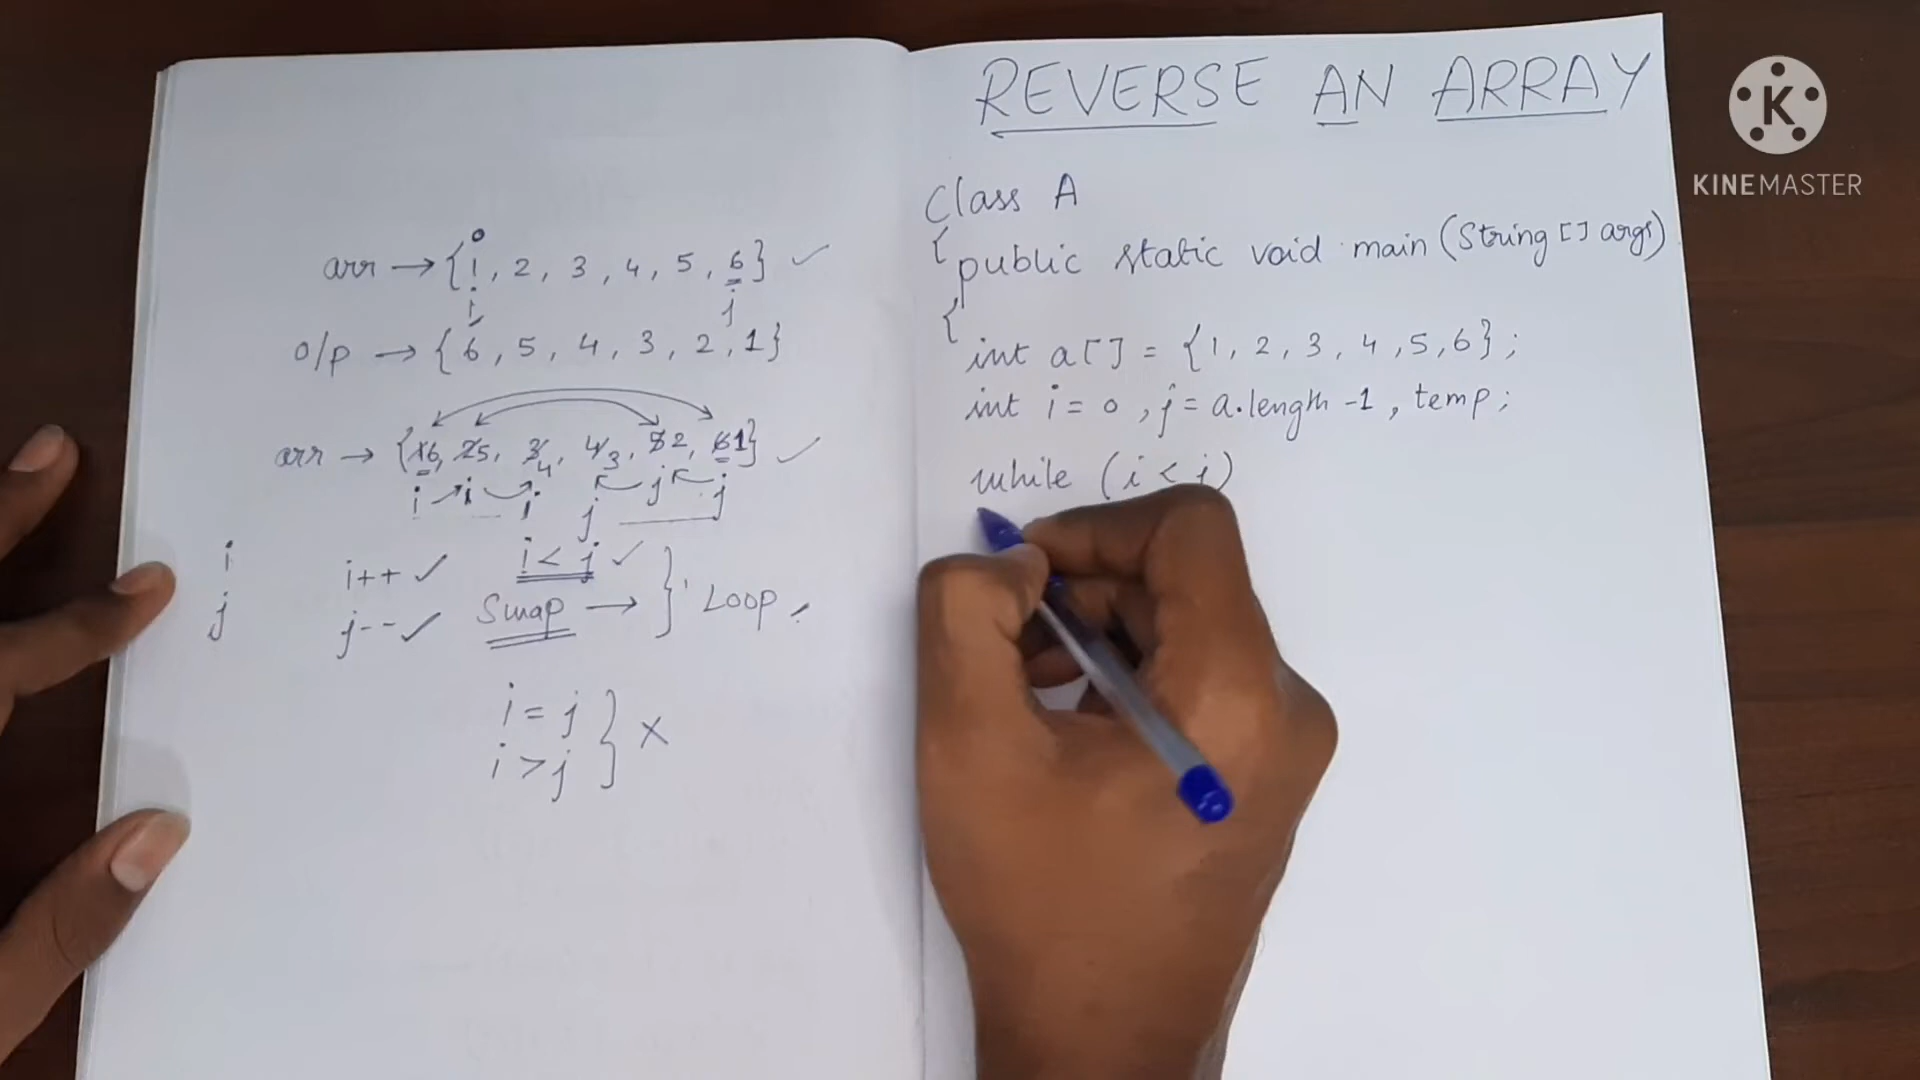 REVERSE AN ARRAY
KINEMASTER
arr → {1, 2, 3, 4, 5, 6} ✓
0
i j
o/p → {6, 5, 4, 3, 2, 1}
arr → {16, 25, 34, 43, 52, 61} ✓
i i i j j j
i i++ ✓ i < j ✓
j j-- ✓ Swap → } Loop
i = j
i > j } X
Class A
{ public static void main (String [] args)
{
int a[] = {1, 2, 3, 4, 5, 6};
int i = 0, j = a.length -1, temp;
while (i < j)